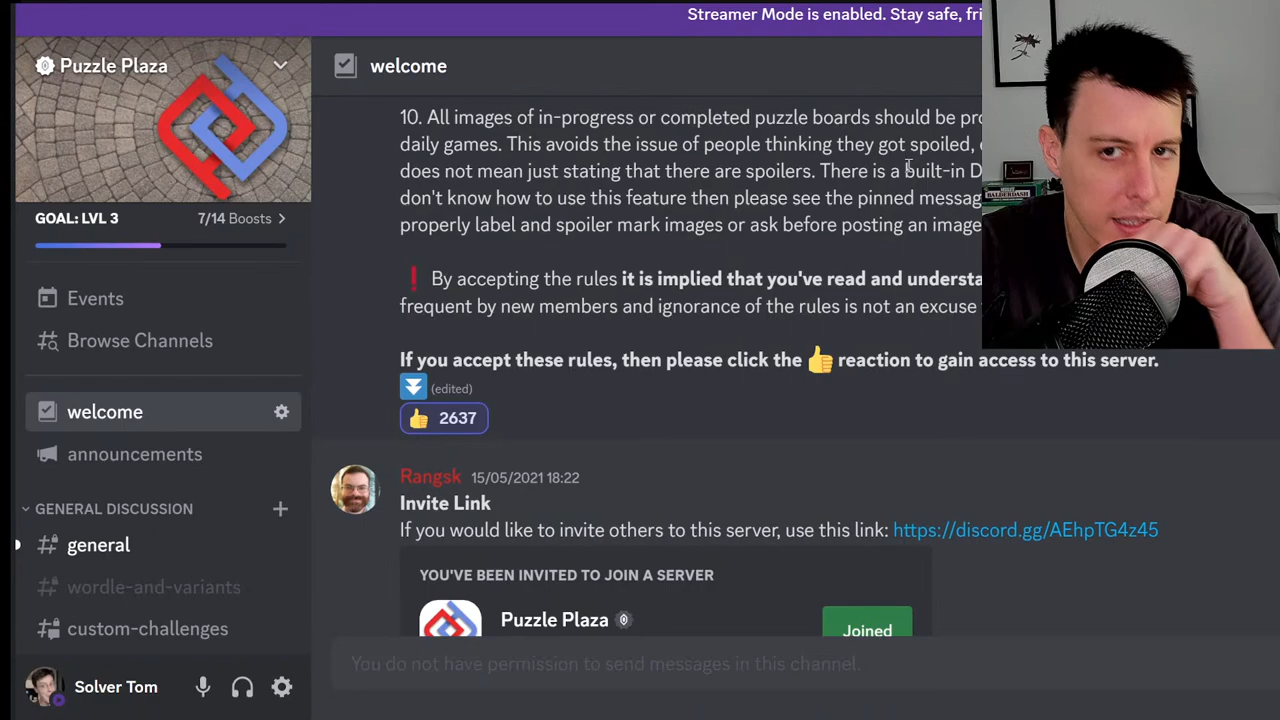 Streamer Mode is enabled. Stay safe,
Puzzle Plaza
GOAL: LVL 3 7/14 Boosts
Events
Browse Channels
welcome
announcements
GENERAL DISCUSSION
general
wordle-and-variants
custom-challenges
Solver Tom
welcome
10. All images of in-progress or completed puzzle boards should be
daily games. This avoids the issue of people thinking they got spoiled,
does not mean just stating that there are spoilers. There is a built-in
don't know how to use this feature then please see the pinned
properly label and spoiler mark images or ask before posting an image
❗ By accepting the rules it is implied that you've read and
frequent by new members and ignorance of the rules is not an excuse
If you accept these rules, then please click the 👍 reaction to gain access to this server.
(edited)
👍 2637
Rangsk 15/05/2021 18:22
Invite Link
If you would like to invite others to this server, use this link: https://discord.gg/AEhpTG4z45
YOU'VE BEEN INVITED TO JOIN A SERVER
Puzzle Plaza
Joined
You do not have permission to send messages in this channel.
BALDERDASH